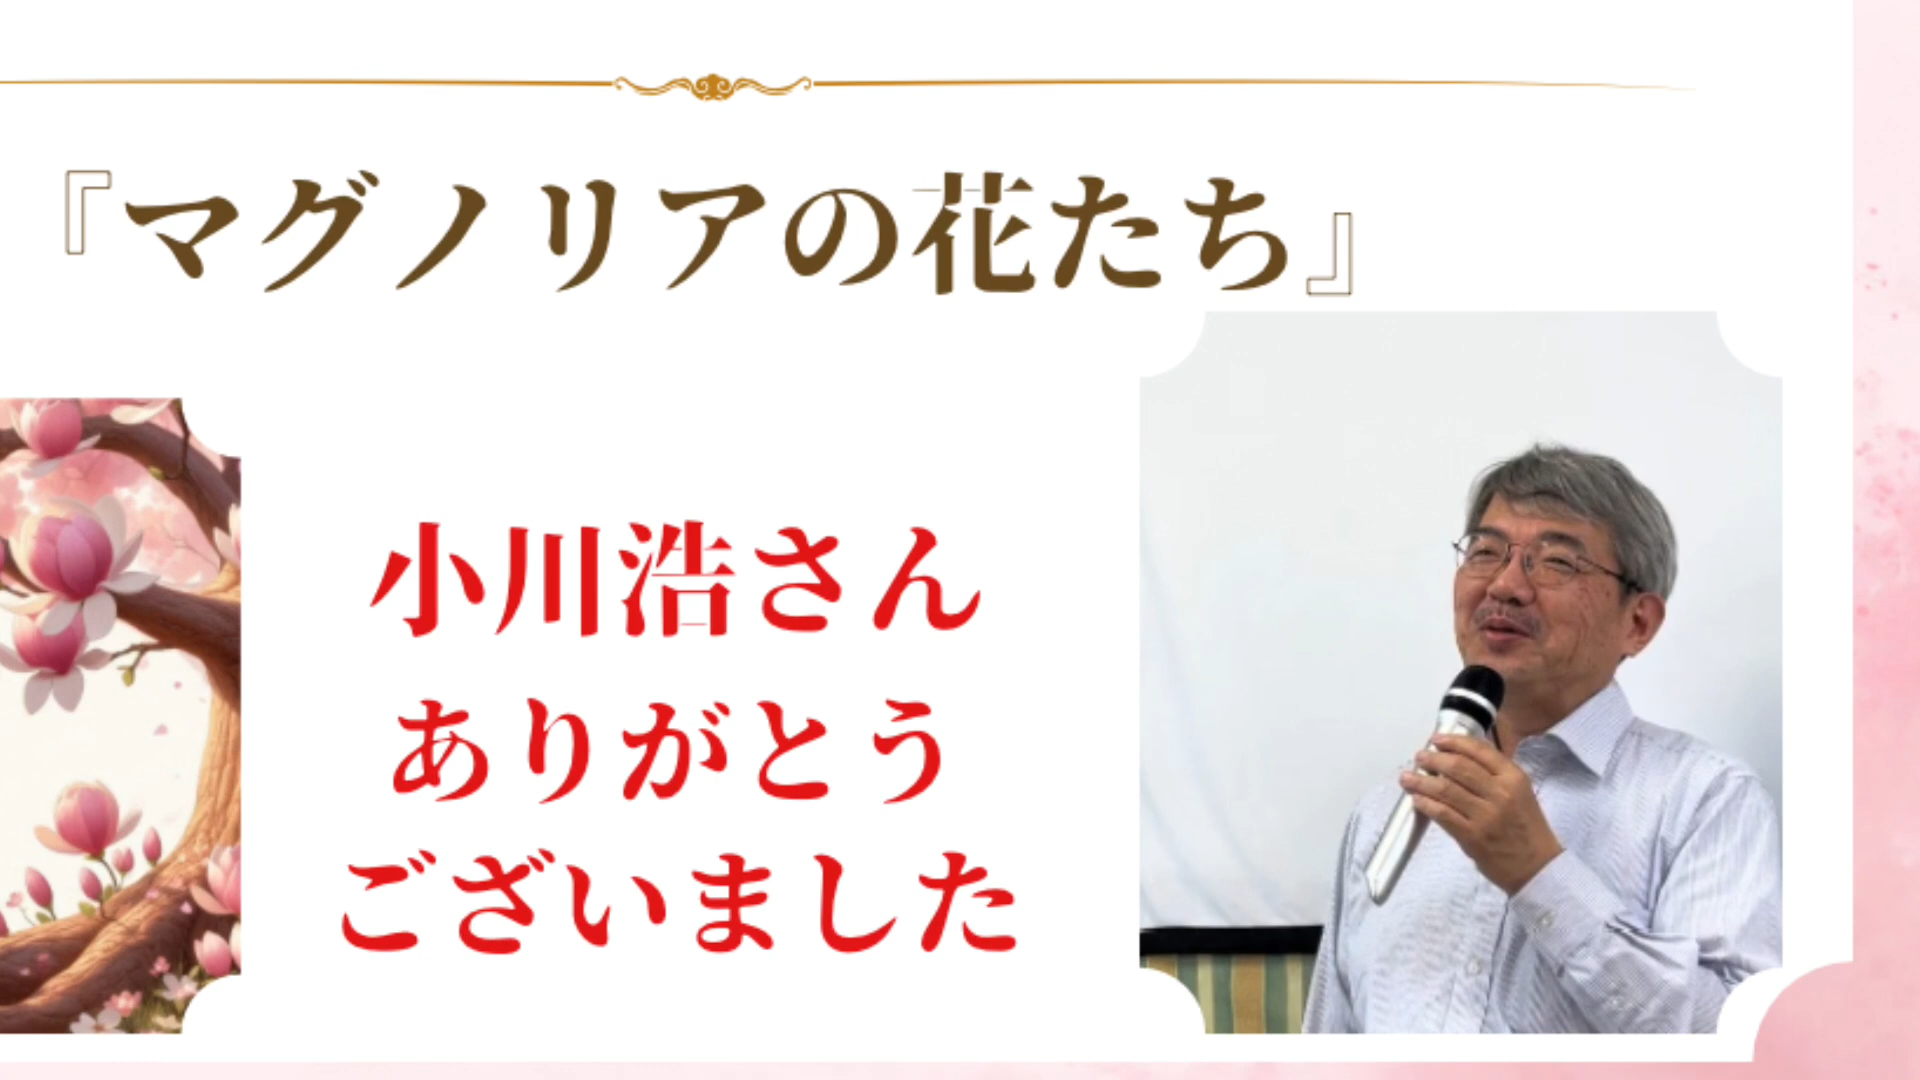 『マグノリアの花たち』
小川浩さん
ありがとう
ございました